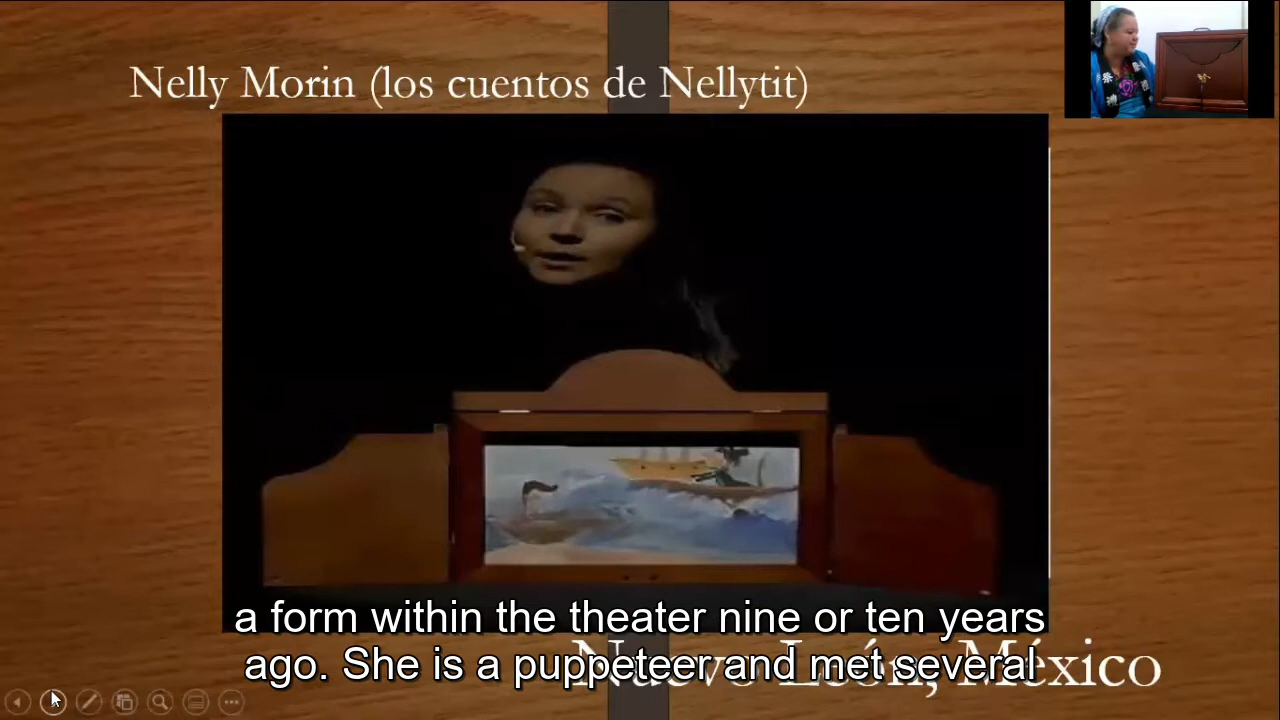 Nelly Morin (los cuentos de Nellytit)
a form within the theater nine or ten years
ago. She is a puppeteer and met several
Nuevo León, México